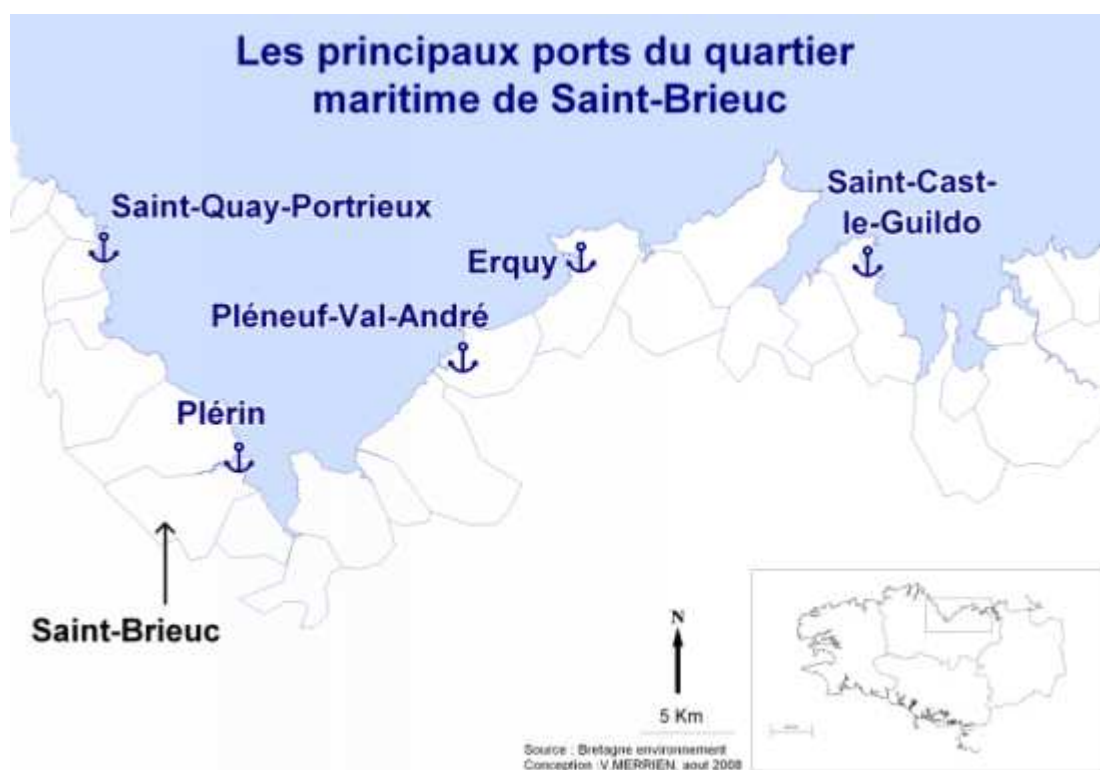 Les principaux ports du quartier
maritime de Saint-Brieuc
Saint-Quay-Portrieux
Saint-Cast-
le-Guildo
Erquy
Pléneuf-Val-André
Plérin
Saint-Brieuc
N
5 Km
Source : Bretagne environnement
Conception :V.MERRIEN, aout 2008